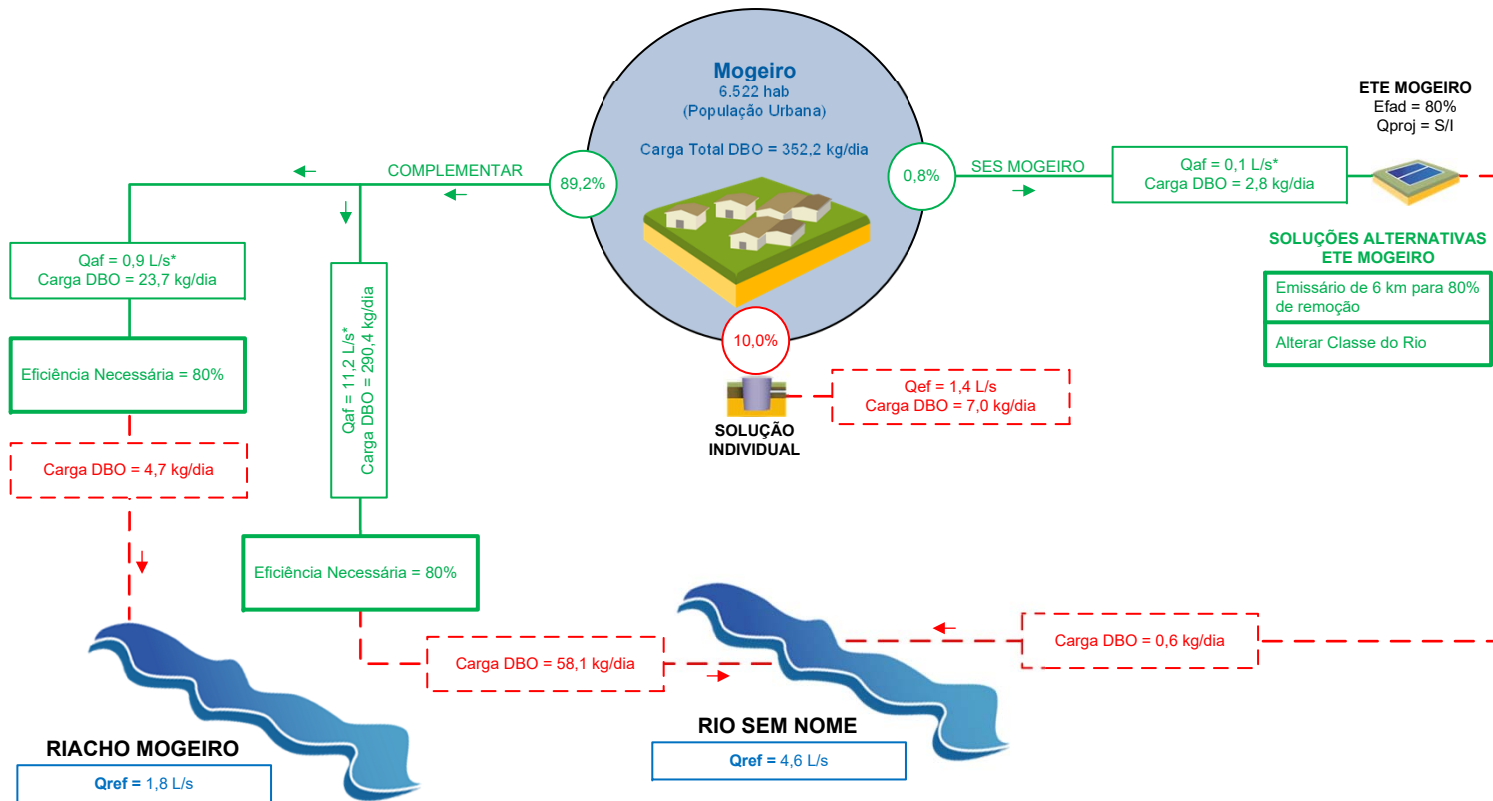 Mogeiro
6.522 hab
(População Urbana)
Carga Total DBO = 352,2 kg/dia
ETE MOGEIRO
Efad = 80%
Qproj = S/I
COMPLEMENTAR
89,2%
0,8%
SES MOGEIRO
Qaf = 0,1 L/s*
Carga DBO = 2,8 kg/dia
SOLUÇÕES ALTERNATIVAS
ETE MOGEIRO
Emissário de 6 km para 80%
de remoção
Alterar Classe do Rio
Qaf = 0,9 L/s*
Carga DBO = 23,7 kg/dia
Qaf = 11,2 L/s*
Carga DBO = 290,4 kg/dia
10,0%
Eficiência Necessária = 80%
Qef = 1,4 L/s
Carga DBO = 7,0 kg/dia
SOLUÇÃO
INDIVIDUAL
Carga DBO = 4,7 kg/dia
Eficiência Necessária = 80%
Carga DBO = 58,1 kg/dia
Carga DBO = 0,6 kg/dia
RIACHO MOGEIRO
Qref = 1,8 L/s
RIO SEM NOME
Qref = 4,6 L/s